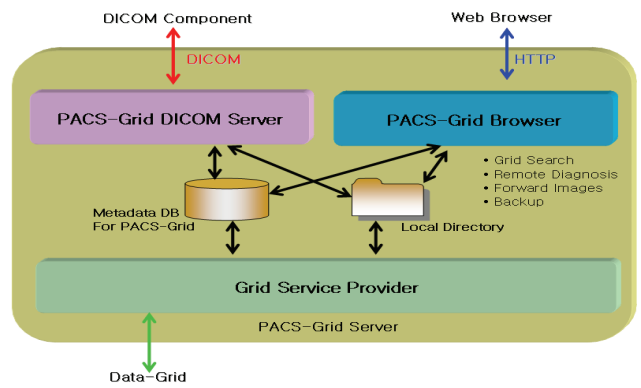 DICOM Component
Web Browser
DICOM
HTTP
PACS-Grid DICOM Server
PACS-Grid Browser
• Grid Search
• Remote Diagnosis
• Forward Images
• Backup
Metadata DB
For PACS-Grid
Local Directory
Grid Service Provider
PACS-Grid Server
Data-Grid